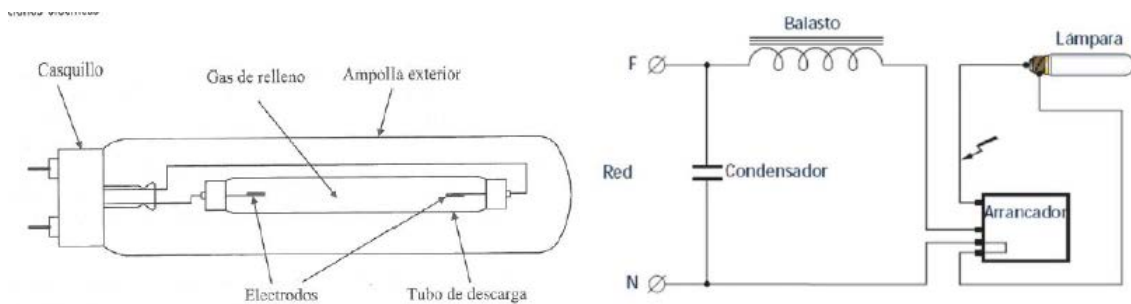 Casquillo
Gas de relleno
Ampolla exterior
Electrodos
Tubo de descarga
Balasto
Lámpara
F
Red
Condensador
Arrancador
N